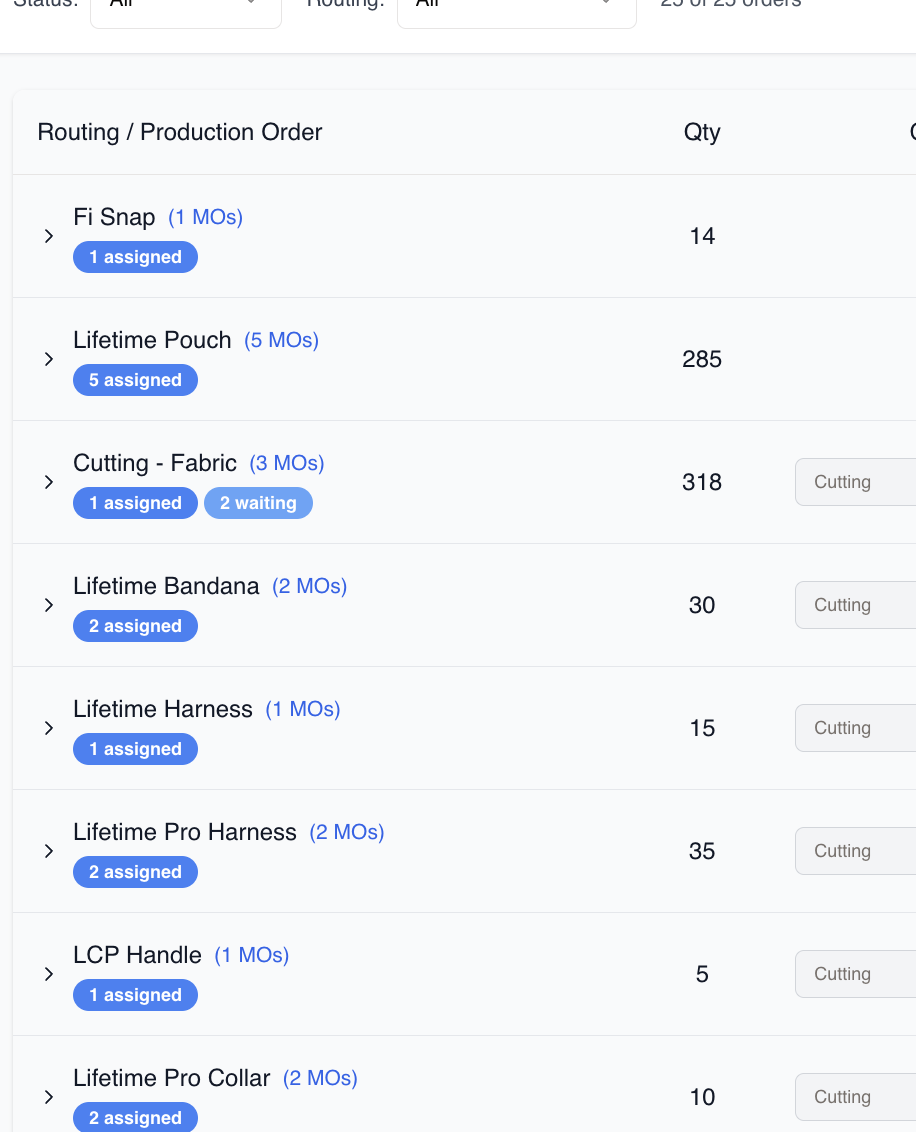 Status: All Routing: All 25 of 25 orders
Routing / Production Order Qty
Fi Snap (1 MOs)
1 assigned
14
Lifetime Pouch (5 MOs)
5 assigned
285
Cutting - Fabric (3 MOs)
1 assigned 2 waiting
318
Cutting
Lifetime Bandana (2 MOs)
2 assigned
30
Cutting
Lifetime Harness (1 MOs)
1 assigned
15
Cutting
Lifetime Pro Harness (2 MOs)
2 assigned
35
Cutting
LCP Handle (1 MOs)
1 assigned
5
Cutting
Lifetime Pro Collar (2 MOs)
2 assigned
10
Cutting